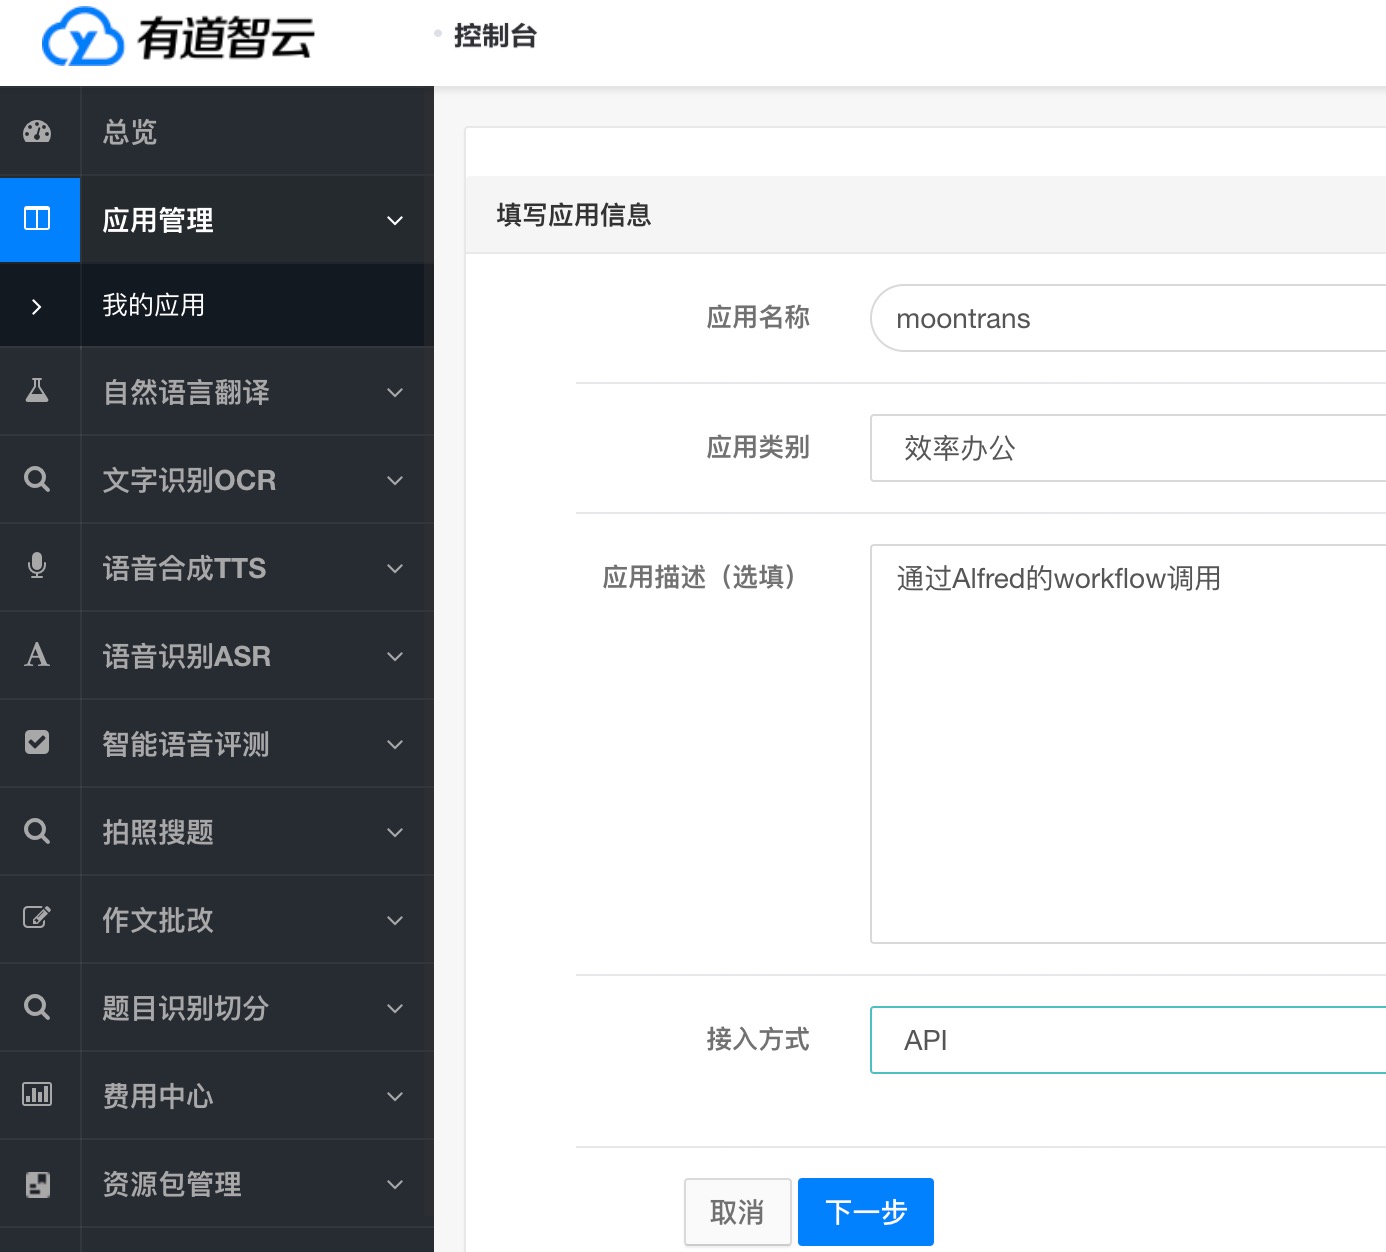 有道智云
控制台
总览
应用管理
我的应用
自然语言翻译
文字识别OCR
语音合成TTS
语音识别ASR
智能语音评测
拍照搜题
作文批改
题目识别切分
费用中心
资源包管理
填写应用信息
应用名称
moontrans
应用类别
效率办公
应用描述（选填）
通过Alfred的workflow调用
接入方式
API
取消
下一步